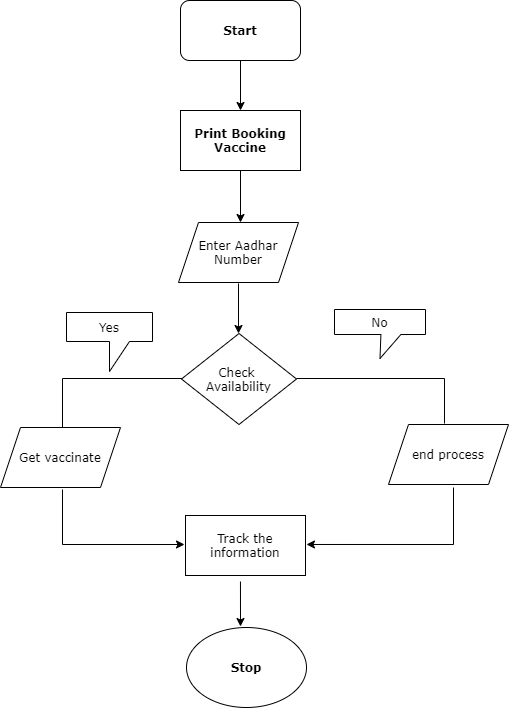 Start
Print Booking
Vaccine
Enter Aadhar
Number
Yes
No
Check
Availability
Get vaccinate
end process
Track the
information
Stop